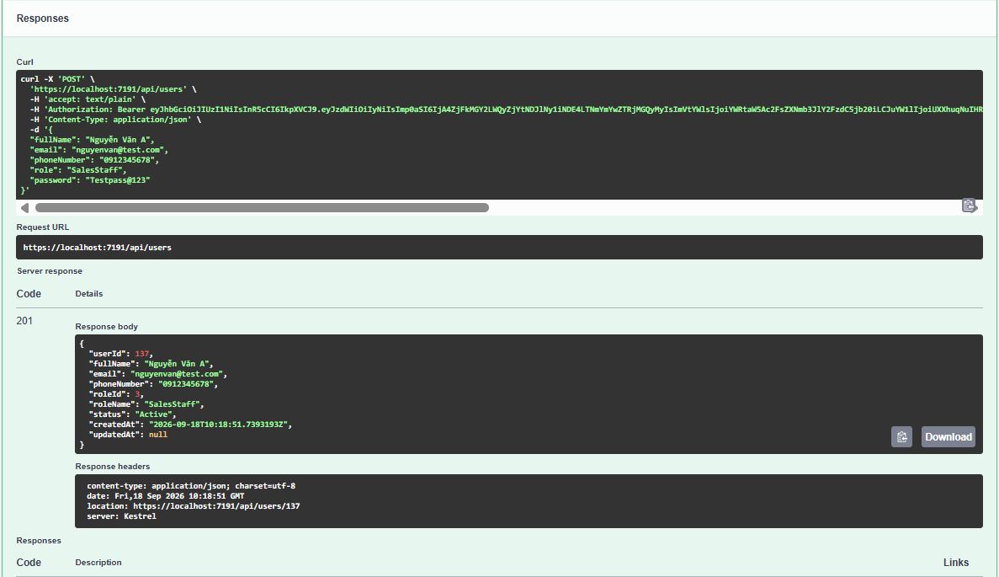 Responses
Curl
curl -X 'POST' \
'https://localhost:7191/api/users' \
-H 'accept: text/plain' \
-H 'Authorization: Bearer
-H 'Content-Type: application/json' \
-d '{
"fullName": "Nguyễn Văn A",
"email": "nguyenvan@test.com",
"phoneNumber": "0912345678",
"role": "SalesStaff",
"password": "Testpass@123"
}'
Request URL
https://localhost:7191/api/users
Server response
Code Details
201
Response body
{
"userId": 137,
"fullName": "Nguyễn Văn A",
"email": "nguyenvan@test.com",
"phoneNumber": "0912345678",
"roleId": 3,
"roleName": "SalesStaff",
"status": "Active",
"createdAt": "2026-09-18T10:18:51.7393193Z",
"updatedAt": null
}
Download
Response headers
content-type: application/json; charset=utf-8
date: Fri,18 Sep 2026 10:18:51 GMT
location: https://localhost:7191/api/users/137
server: Kestrel
Responses
Code Description Links